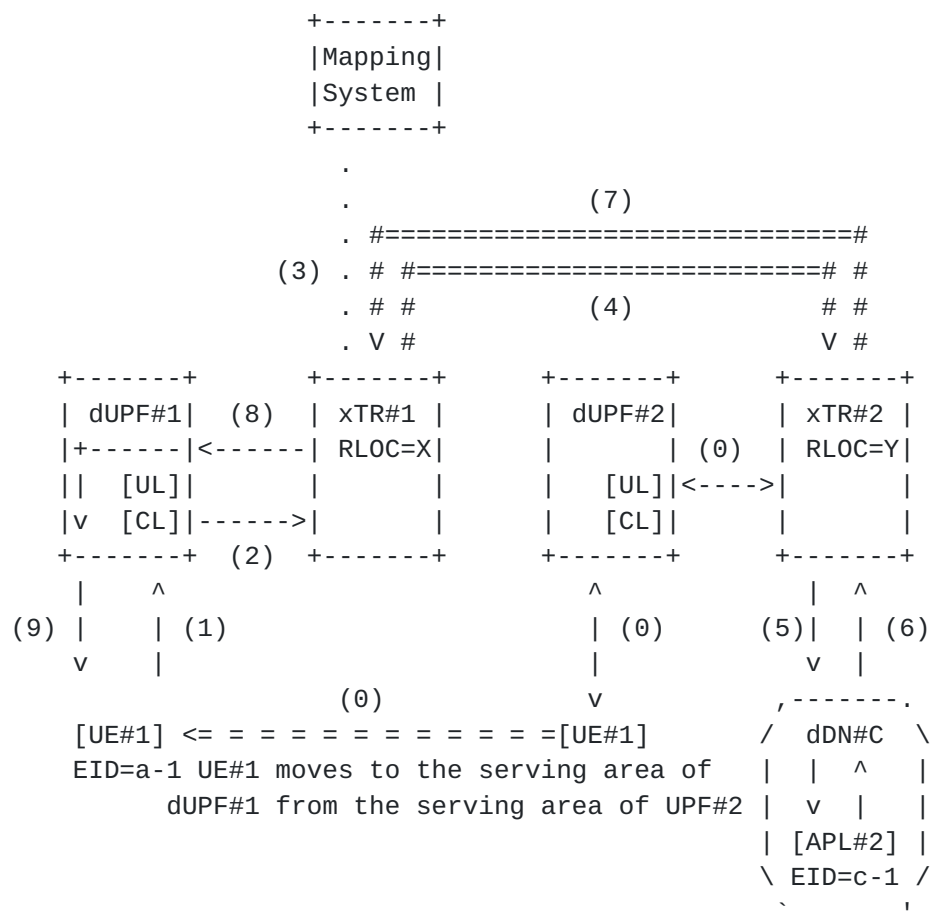 +-------+
|Mapping|
|System |
+-------+
.
. (7)
. #==============================#
(3) . # #==========================# #
. # # (4) # #
. V # V #
+-------+ +-------+ +-------+ +-------+
| dUPF#1| (8) | xTR#1 | | dUPF#2| | xTR#2 |
|+------|<------| RLOC=X| | | (0) | RLOC=Y|
|| [UL]| | | | [UL]|<---->| |
|v [CL]|------>| | | [CL]| | |
+-------+ (2) +-------+ +-------+ +-------+
| ^ ^ | ^
(9) | | (1) | (0) (5)| | (6)
v | | v |
(0) v ,-------.
[UE#1] <= = = = = = = = = = = =[UE#1] / dDN#C \
EID=a-1 UE#1 moves to the serving area of | | ^ |
dUPF#1 from the serving area of UPF#2 | v | |
| [APL#2] |
\ EID=c-1 /